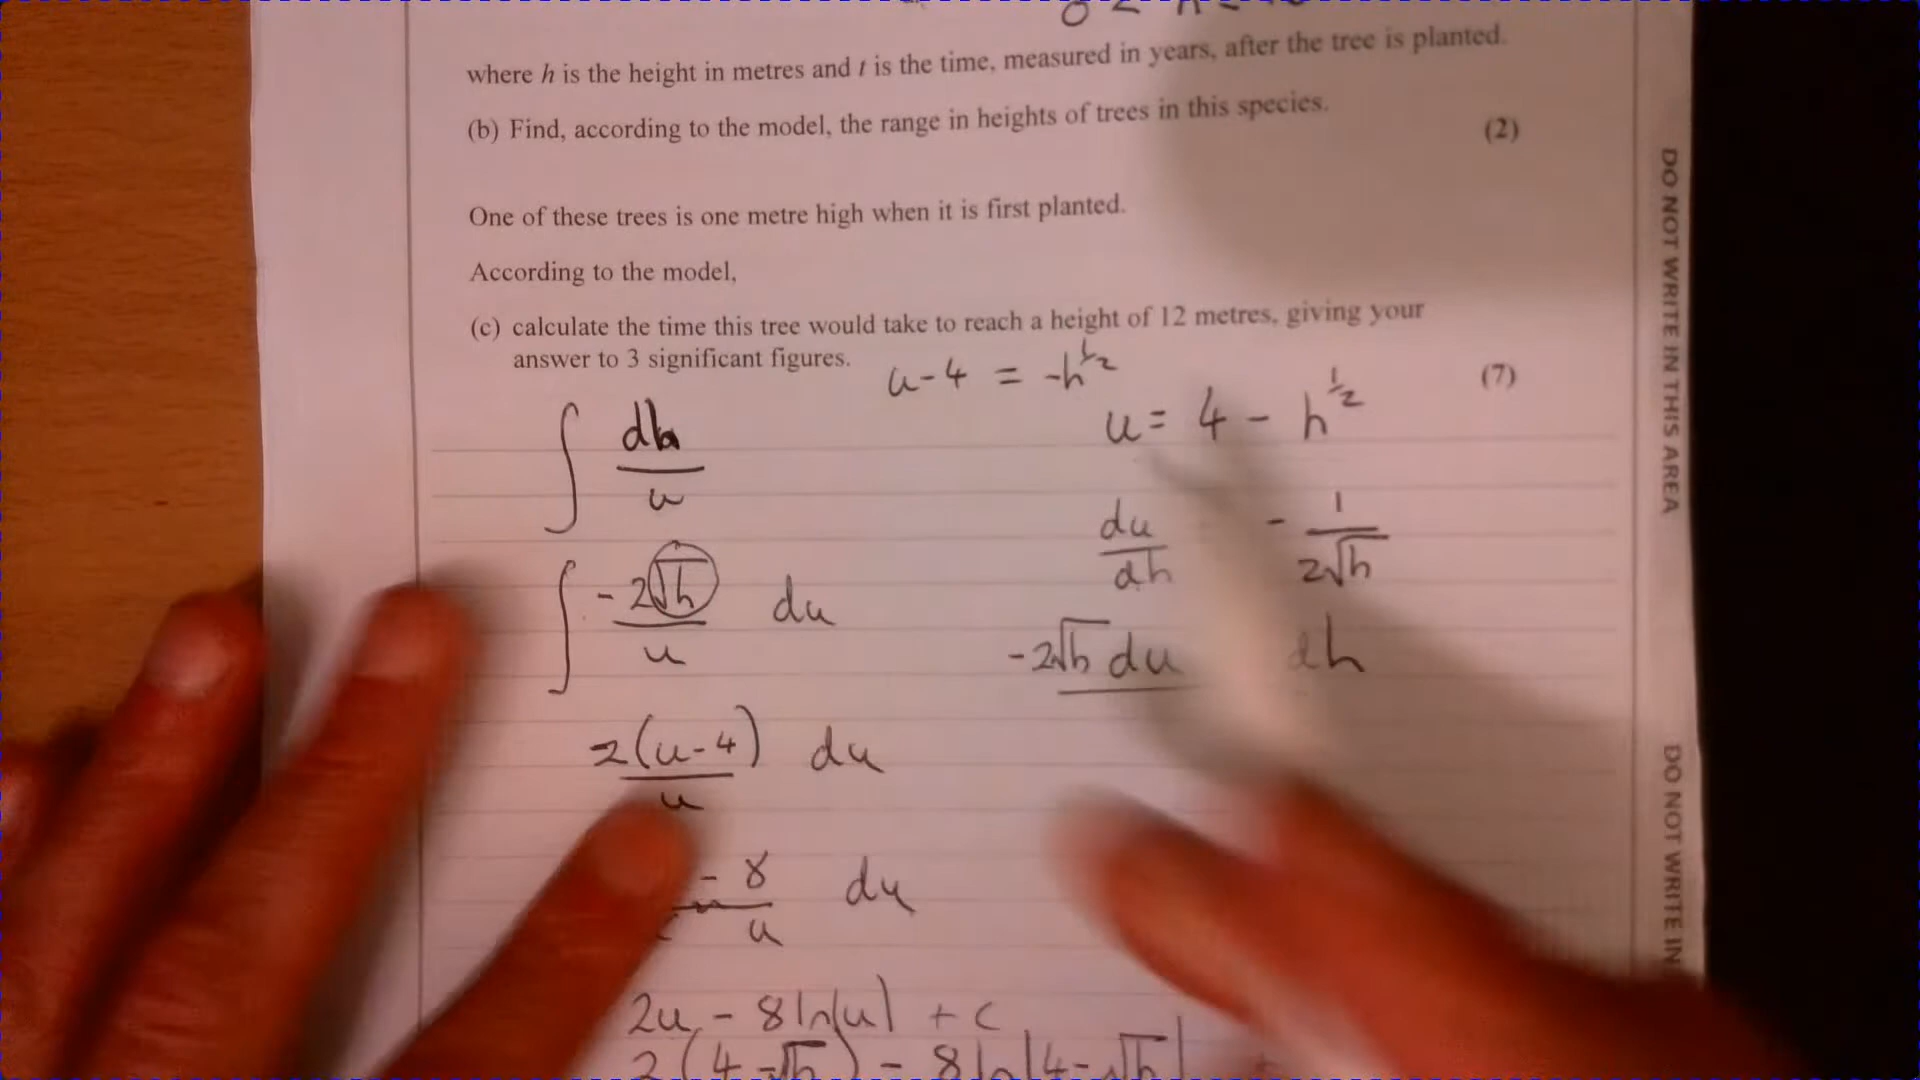 where h is the height in metres and t is the time, measured in years, after the tree is planted.
(b) Find, according to the model, the range in heights of trees in this species.
(2)
One of these trees is one metre high when it is first planted.
According to the model,
(c) calculate the time this tree would take to reach a height of 12 metres, giving your
answer to 3 significant figures.
(7)
u-4 = -h^½
u = 4 - h^½
∫ dh/u
du/dh - 1/2√h
∫ -2√h/u du
-2√h du dh
2(u-4)/u du
- 8/u du
2u - 8ln|u| + c
2(4-√h) - 8ln|4-√h|
DO NOT WRITE IN THIS AREA
DO NOT WRITE IN